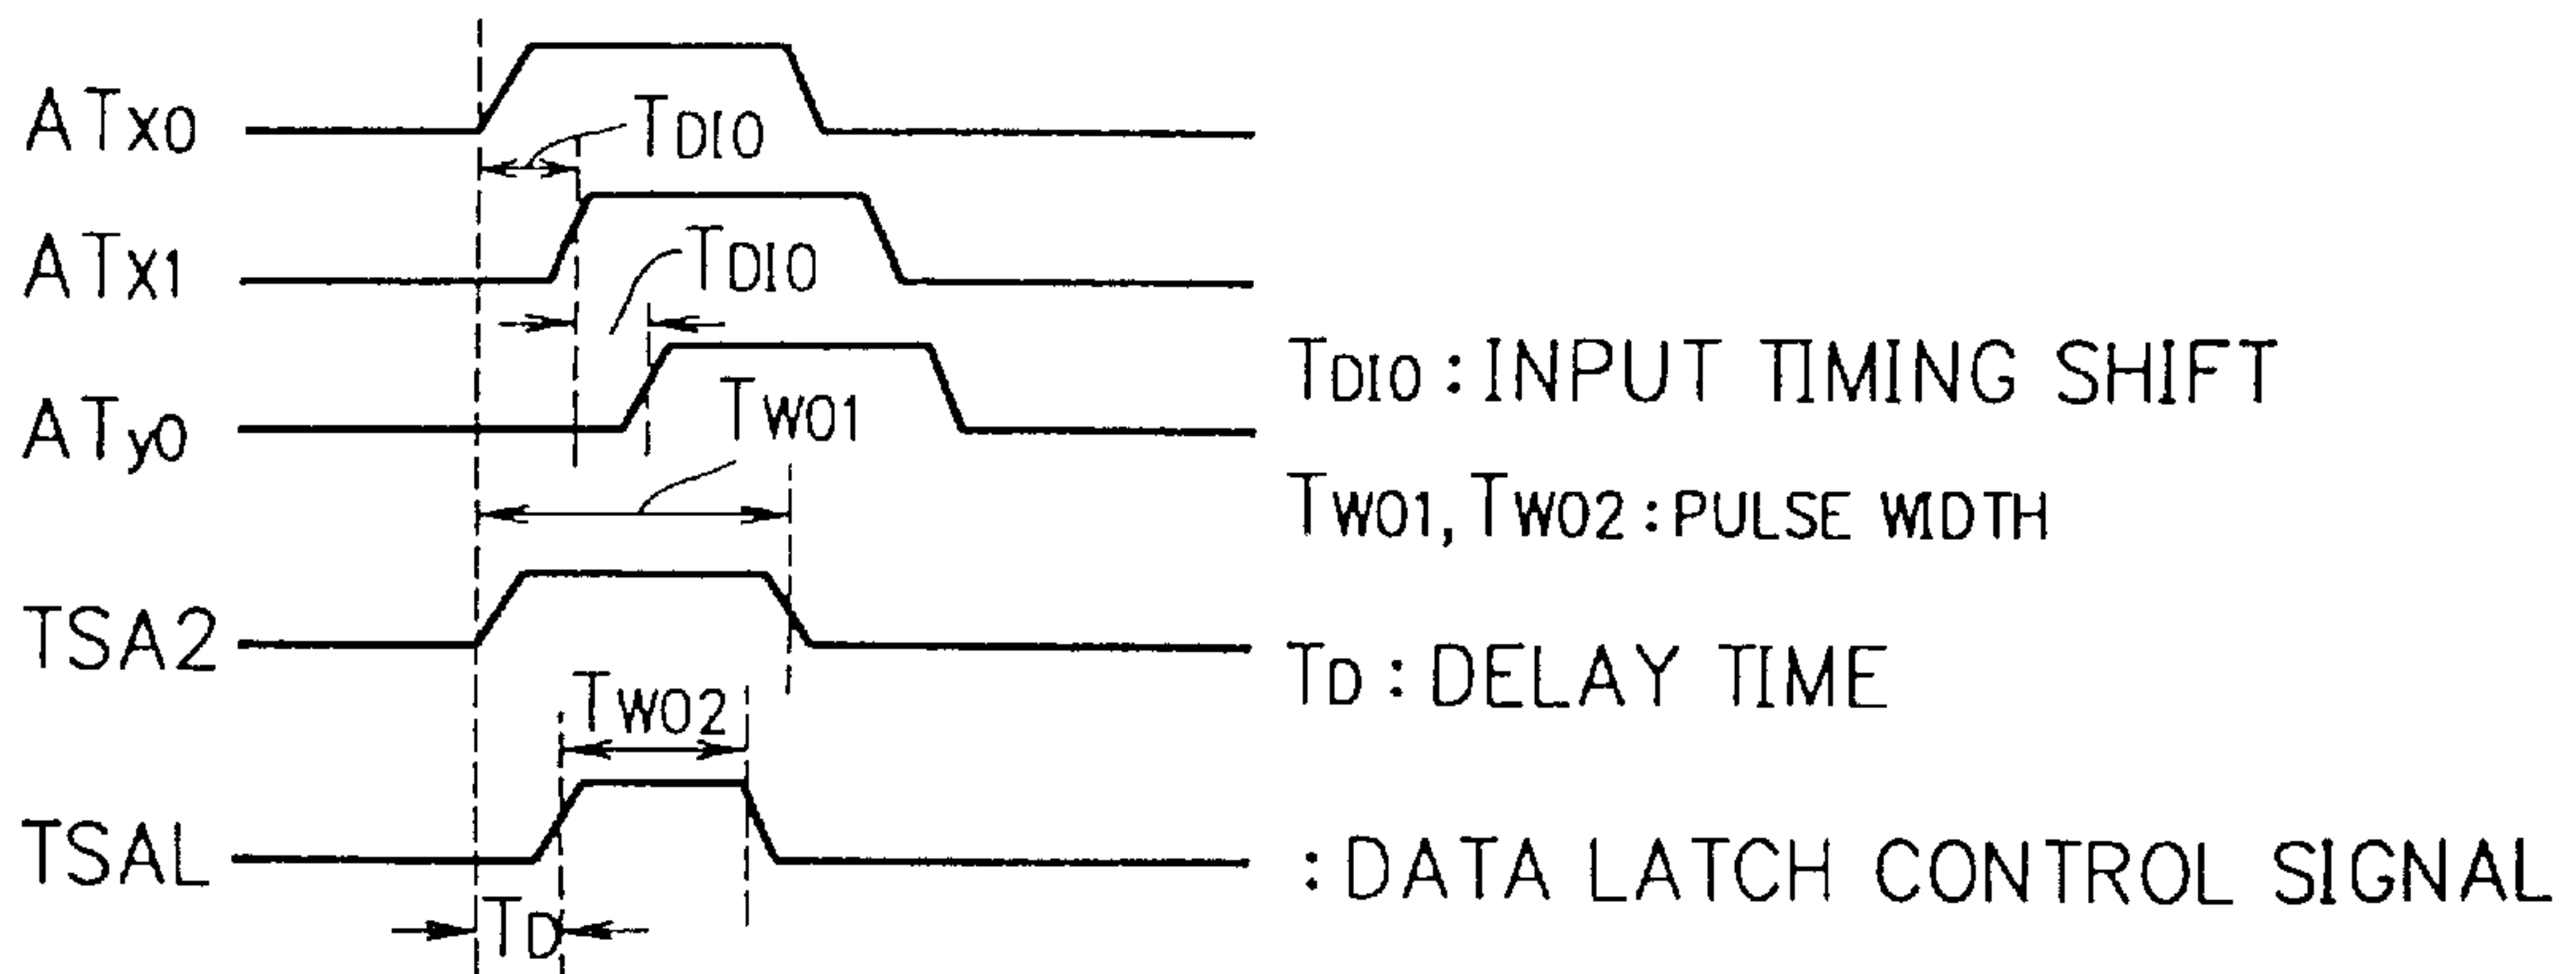 ATx0
TDI0
ATx1
TDI0
ATy0
TW01
TDI0 : INPUT TIMING SHIFT
TW01, TW02 : PULSE WIDTH
TSA2
TD : DELAY TIME
TW02
TSAL
: DATA LATCH CONTROL SIGNAL
TD